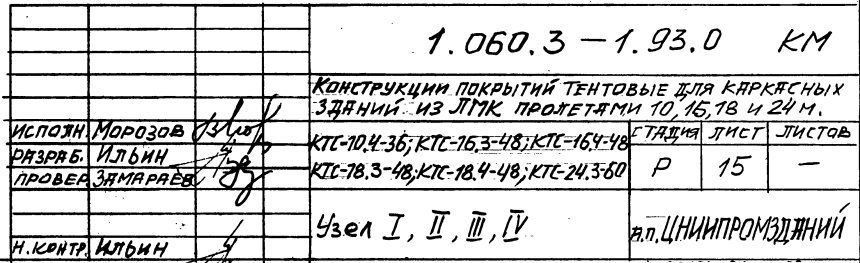 1.060.3 – 1.93.0 КМ
КОНСТРУКЦИИ ПОКРЫТИЙ ТЕНТОВЫЕ ДЛЯ КАРКАСНЫХ
ЗДАНИЙ ИЗ ЛМК ПРОЛЕТАМИ 10, 15, 18 И 24 М.
ИСПОЛН. МОРОЗОВ
РАЗРАБ. ИЛЬИН
ПРОВЕР. ЗАМАРАЕВ
КТС-10.4-36; КТС-16.3-48; КТС-16.4-48
КТС-18.3-48; КТС-18.4-48; КТС-24.3-60
СТАДИЯ ЛИСТ ЛИСТОВ
Р 15 —
Узел I, II, III, IV
ЦНИИПРОМЗДАНИЙ
Н.КОНТР. ИЛЬИН